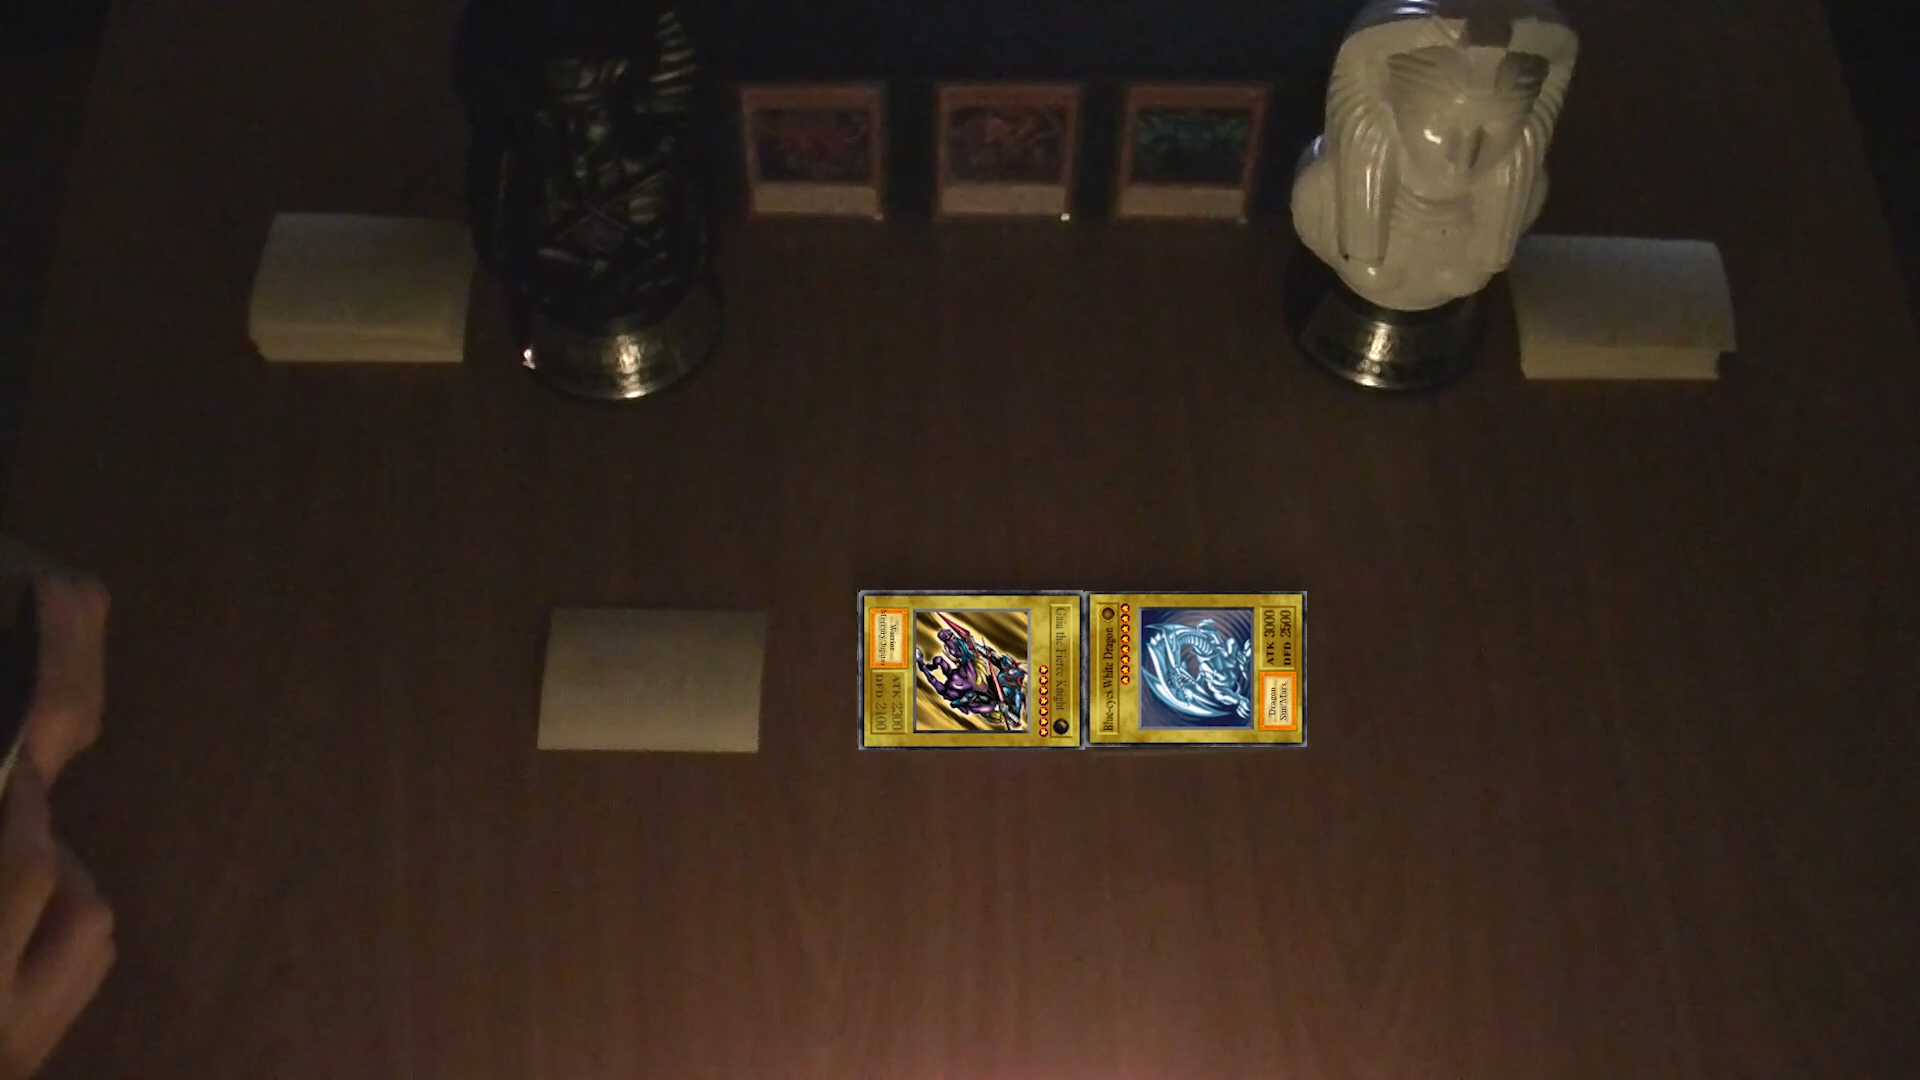 Gaia the Fierce Knight
Warrior
Mercury/Jupiter
ATK 2300
DFD 2100
Blue-eyes White Dragon
ATK 3000
DFD 2500
Dragon
Sun/Mars